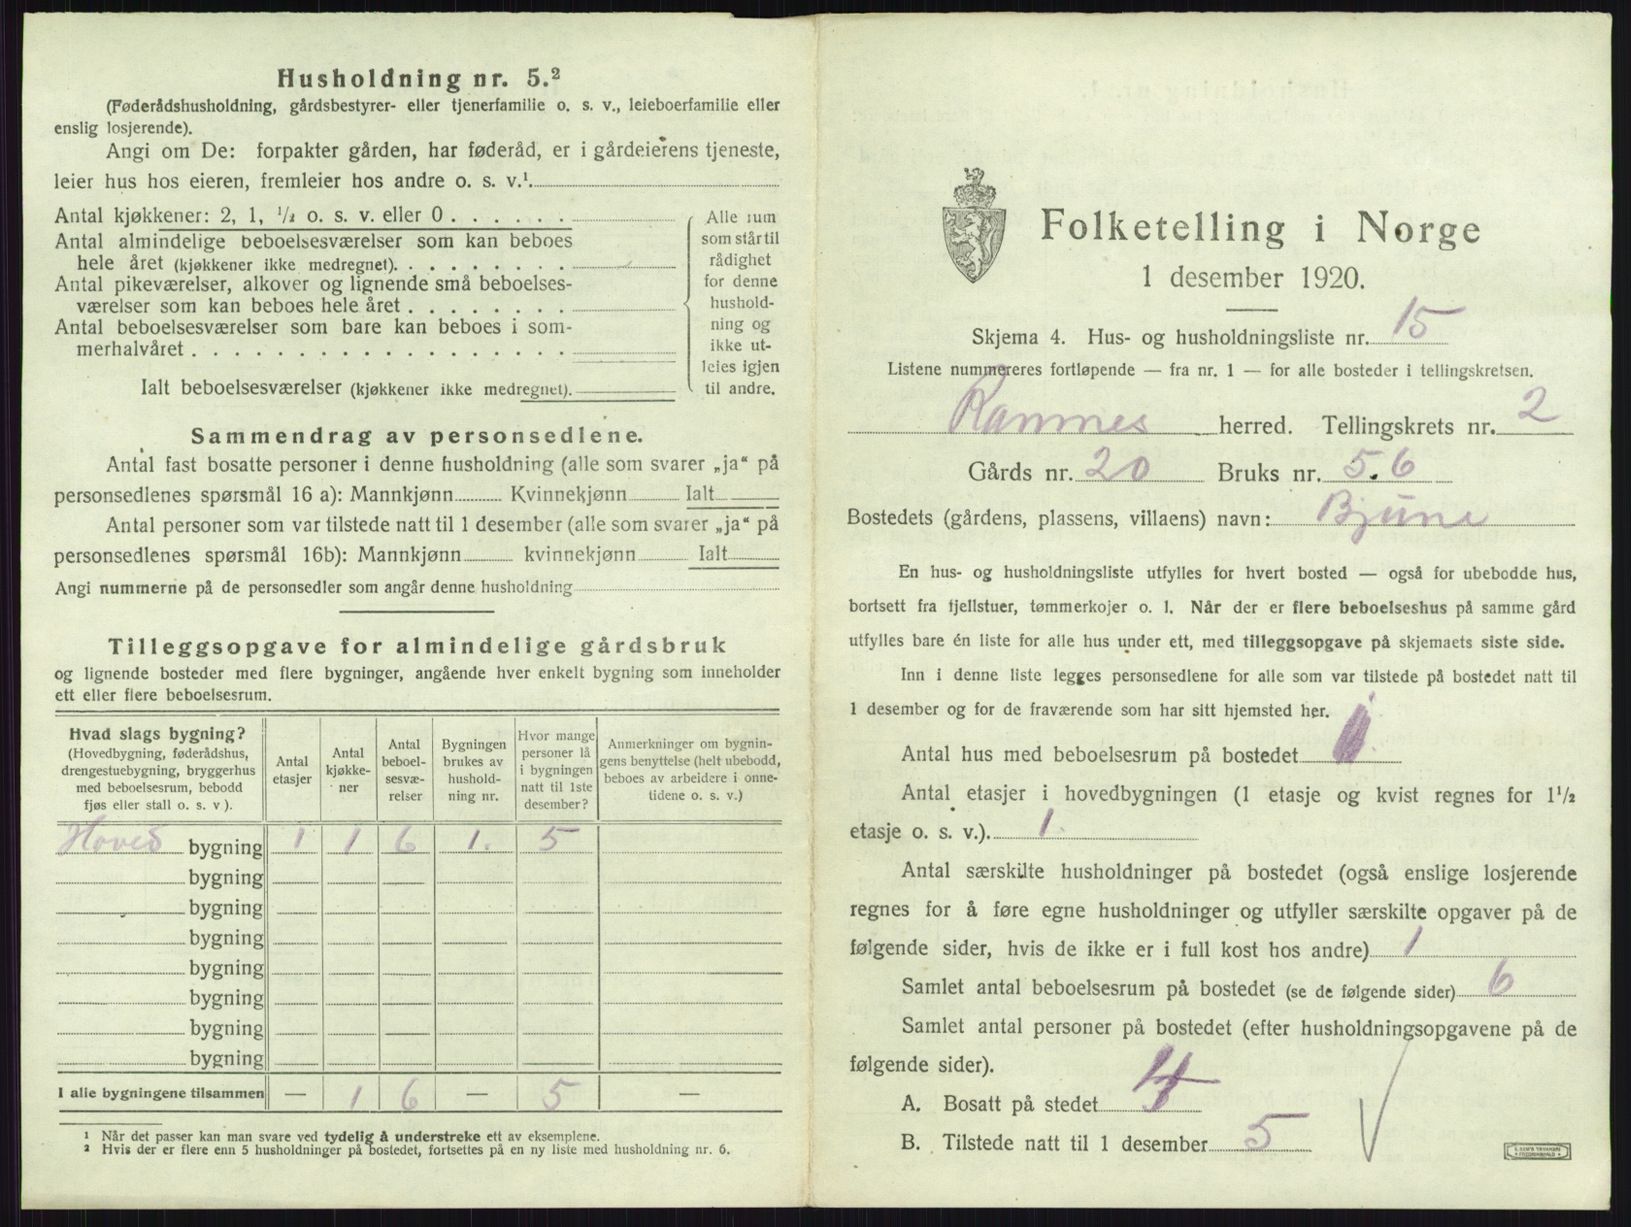 Husholdning nr. 5.²
(Føderådshusholdning, gårdsbestyrer- eller tjenerfamilie o. s. v., leieboerfamilie eller
enslig losjerende).
Angi om De: forpakter gården, har føderåd, er i gårdeierens tjeneste,
leier hus hos eieren, fremleier hos andre o. s. v.¹
Antal kjøkkener: 2, 1, ½ o. s. v. eller 0
Antal almindelige beboelsesværelser som kan beboes
hele året (kjøkkener ikke medregnet)
Antal pikeværelser, alkover og lignende små beboelses-
værelser som kan beboes hele året
Antal beboelsesværelser som bare kan beboes i som-
merhalvåret
Ialt beboelsesværelser (kjøkkener ikke medregnet)
Alle rum
som står til
rådighet
for denne
hushold-
ning og
ikke ut-
leies igjen
til andre.
Sammendrag av personsedlene.
Antal fast bosatte personer i denne husholdning (alle som svarer „ja“ på
personsedlenes spørsmål 16 a): Mannkjønn Kvinnekjønn Ialt
Antal personer som var tilstede natt til 1 desember (alle som svarer „ja“ på
personsedlenes spørsmål 16b): Mannkjønn kvinnekjønn Ialt
Angi nummerne på de personsedler som angår denne husholdning
Tilleggsopgave for almindelige gårdsbruk
og lignende bosteder med flere bygninger, angående hver enkelt bygning som inneholder
ett eller flere beboelsesrum.
Hvad slags bygning?
(Hovedbygning, føderådshus,
drengestuebygning, bryggerhus
med beboelsesrum, bebodd
fjøs eller stall o. s. v ).
Antal
etasjer
Antal
kjøkke-
ner
Antal
beboel-
sesvæ-
relser
Bygningen
brukes av
hushold-
ning nr.
Hvor mange
personer lå
i bygningen
natt til 1ste
desember?
Anmerkninger om bygnin-
gens benyttelse (helt ubebodd,
beboes av arbeidere i onne-
tidene o. s. v.)
Hoved bygning 1 1 6 1. 5
bygning
bygning
bygning
bygning
bygning
bygning
bygning
I alle bygningene tilsammen — 1 6 — 5 —
¹ Når det passer kan man svare ved tydelig å understreke ett av eksemplene.
² Hvis der er flere enn 5 husholdninger på bostedet, fortsettes på en ny liste med husholdning nr. 6.
Folketelling i Norge
1 desember 1920.
Skjema 4. Hus- og husholdningsliste nr. 15
Listene nummereres fortløpende — fra nr. 1 — for alle bosteder i tellingskretsen.
Ramnes herred. Tellingskrets nr. 2
Gårds nr. 20 Bruks nr. 5.6
Bostedets (gårdens, plassens, villaens) navn: Bjune
En hus- og husholdningsliste utfylles for hvert bosted — også for ubebodde hus,
bortsett fra fjellstuer, tømmerkojer o. l. Når der er flere beboelseshus på samme gård
utfylles bare én liste for alle hus under ett, med tilleggsopgave på skjemaets siste side.
Inn i denne liste legges personsedlene for alle som var tilstede på bostedet natt til
1 desember og for de fraværende som har sitt hjemsted her.
Antal hus med beboelsesrum på bostedet
Antal etasjer i hovedbygningen (1 etasje og kvist regnes for 1½
etasje o. s. v.). 1.
Antal særskilte husholdninger på bostedet (også enslige losjerende
regnes for å føre egne husholdninger og utfyller særskilte opgaver på de
følgende sider, hvis de ikke er i full kost hos andre) 1
Samlet antal beboelsesrum på bostedet (se de følgende sider) 6
Samlet antal personer på bostedet (efter husholdningsopgavene på de
følgende sider).
A. Bosatt på stedet 4
B. Tilstede natt til 1 desember 5